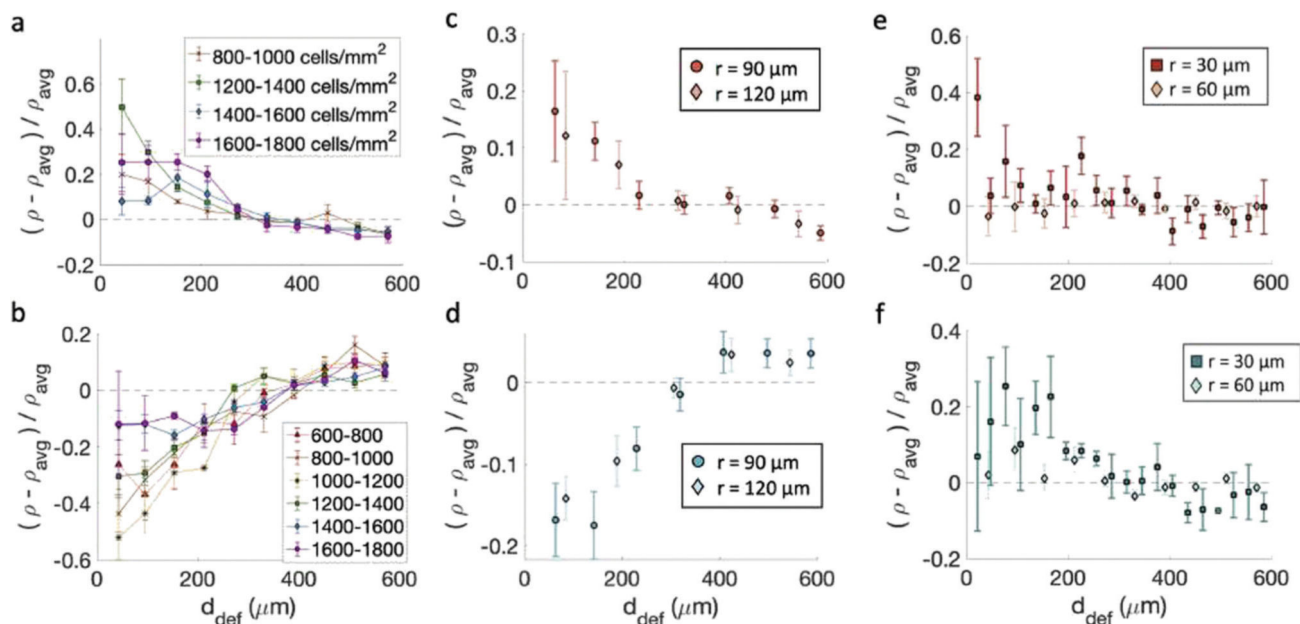 a
(ρ - ρavg) / ρavg
0.6
0.4
0.2
0
-0.2
0
200
400
600
800-1000 cells/mm²
1200-1400 cells/mm²
1400-1600 cells/mm²
1600-1800 cells/mm²
c
(ρ - ρavg) / ρavg
0.3
0.2
0.1
0
-0.1
0
200
400
600
r = 90 μm
r = 120 μm
e
(ρ - ρavg) / ρavg
0.6
0.4
0.2
0
-0.2
0
200
400
600
r = 30 μm
r = 60 μm
b
(ρ - ρavg) / ρavg
0.2
0
-0.2
-0.4
-0.6
0
200
400
600
ddef (μm)
600-800
800-1000
1000-1200
1200-1400
1400-1600
1600-1800
d
(ρ - ρavg) / ρavg
0
-0.1
-0.2
0
200
400
600
ddef (μm)
r = 90 μm
r = 120 μm
f
(ρ - ρavg) / ρavg
0.4
0.2
0
-0.2
0
200
400
600
ddef (μm)
r = 30 μm
r = 60 μm